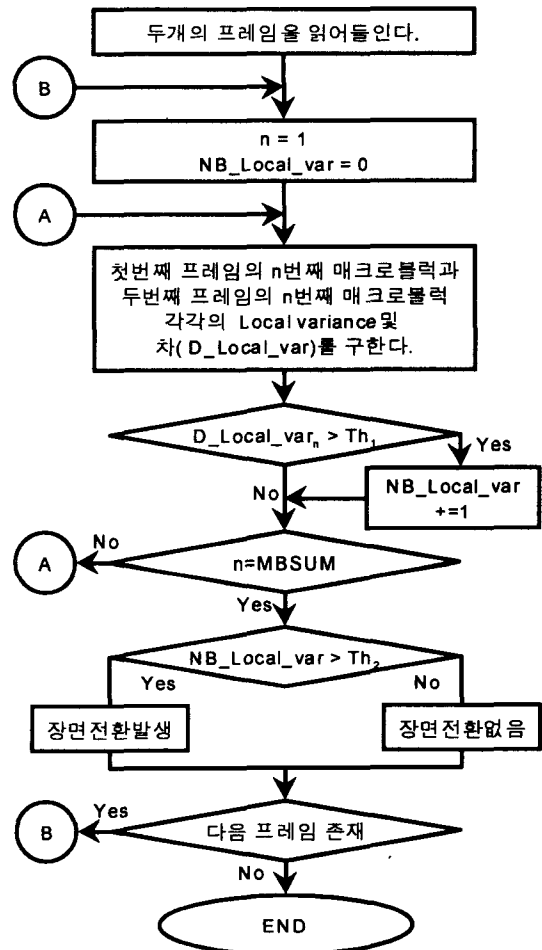 두개의 프레임을 읽어들인다.
B
n = 1
NB_Local_var = 0
A
첫번째 프레임의 n번째 매크로블럭과
두번째 프레임의 n번째 매크로블럭
각각의 Local variance및
차( D_Local_var)를 구한다.
D_Local_varₙ > Th₁
Yes
No
NB_Local_var
+=1
No
A
n=MBSUM
Yes
NB_Local_var > Th₂
Yes
No
장면전환발생
장면전환없음
Yes
B
다음 프레임 존재
No
END